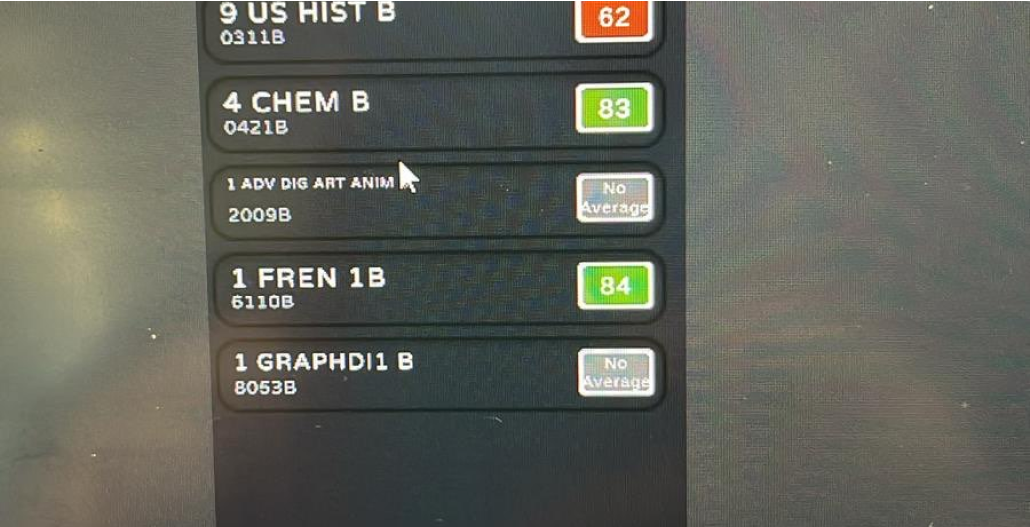 9 US HIST B
62
0311B
4 CHEM B
83
0421B
1 ADV DIG ART ANIM
No
Average
2009B
1 FREN 1B
84
6110B
1 GRAPHDI1 B
No
Average
8053B